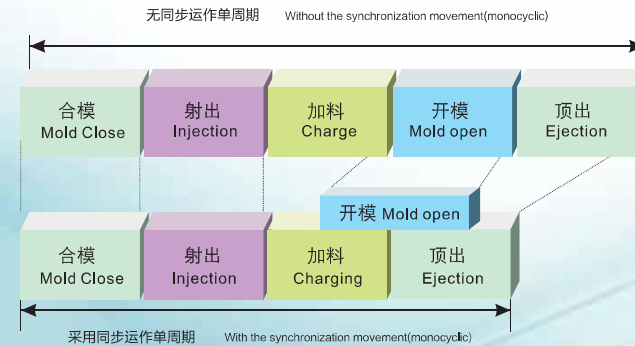 无同步运作单周期 Without the synchronization movement(monocyclic)
合模
Mold Close
射出
Injection
加料
Charge
开模
Mold open
顶出
Ejection
开模 Mold open
合模
Mold Close
射出
Injection
加料
Charging
顶出
Ejection
采用同步运作单周期 With the synchronization movement(monocyclic)